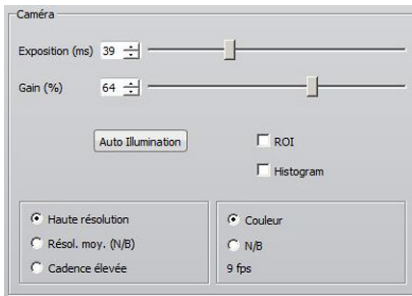 Caméra
Exposition (ms) 39
Gain (%) 64
Auto Illumination
ROI
Histogram
Haute résolution
Résol. moy. (N/B)
Cadence élevée
Couleur
N/B
9 fps